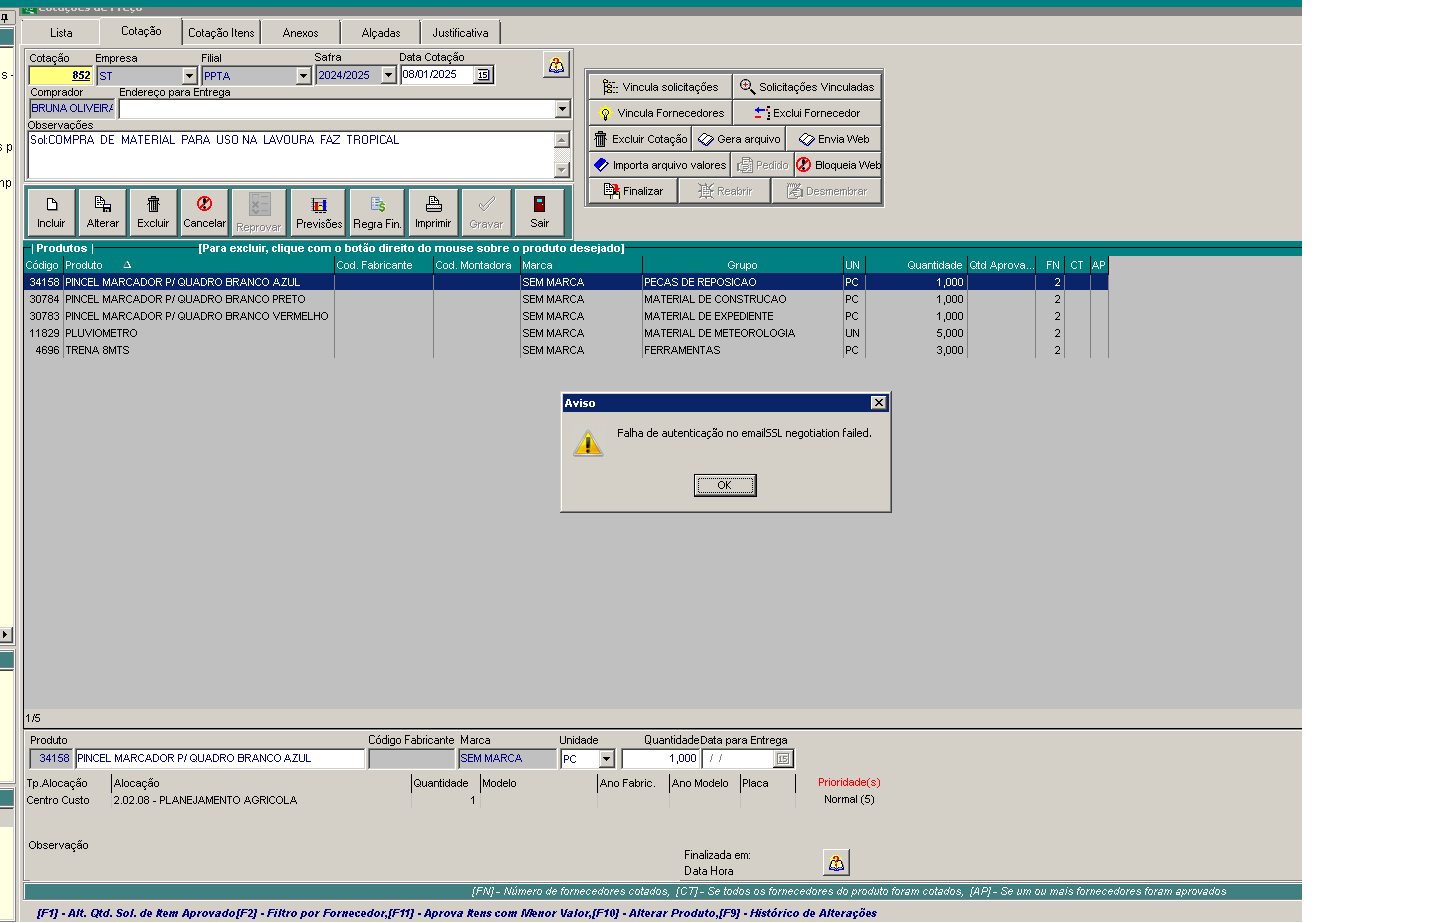 Cotações de Preço
Lista Cotação Cotação Itens Anexos Alçadas Justificativa
Cotação Empresa Filial Safra Data Cotação
852 ST PPTA 2024/2025 08/01/2025 15
Comprador Endereço para Entrega
BRUNA OLIVEIRA
Observações
Sol:COMPRA DE MATERIAL PARA USO NA LAVOURA FAZ TROPICAL
Vincula solicitações Solicitações Vinculadas
Vincula Fornecedores Exclui Fornecedor
Excluir Cotação Gera arquivo Envia Web
Importa arquivo valores Pedido Bloqueia Web
Finalizar Reabrir Desmembrar
Incluir Alterar Excluir Cancelar Reprovar Previsões Regra Fin. Imprimir Gravar Sair
| Produtos | [Para excluir, clique com o botão direito do mouse sobre o produto desejado]
Código Produto Cod. Fabricante Cod. Montadora Marca Grupo UN Quantidade Qtd Aprova... FN CT AP
34158 PINCEL MARCADOR P/ QUADRO BRANCO AZUL SEM MARCA PECAS DE REPOSICAO PC 1,000 2
30784 PINCEL MARCADOR P/ QUADRO BRANCO PRETO SEM MARCA MATERIAL DE CONSTRUCAO PC 1,000 2
30783 PINCEL MARCADOR P/ QUADRO BRANCO VERMELHO SEM MARCA MATERIAL DE EXPEDIENTE PC 1,000 2
11829 PLUVIOMETRO SEM MARCA MATERIAL DE METEOROLOGIA UN 5,000 2
4696 TRENA 8MTS SEM MARCA FERRAMENTAS PC 3,000 2
Aviso
Falha de autenticação no emailSSL negotiation failed.
OK
1/5
Produto Código Fabricante Marca Unidade Quantidade Data para Entrega
34158 PINCEL MARCADOR P/ QUADRO BRANCO AZUL SEM MARCA PC 1,000 / / 15
Tp.Alocação Alocação Quantidade Modelo Ano Fabric. Ano Modelo Placa Prioridade(s)
Centro Custo 2.02.08 - PLANEJAMENTO AGRICOLA 1 Normal (5)
Observação
Finalizada em:
Data Hora
[FN] - Número de fornecedores cotados, [CT] - Se todos os fornecedores do produto foram cotados, [AP] - Se um ou mais fornecedores foram aprovados
[F1] - Alt. Qtd. Sol. de Item Aprovado[F2] - Filtro por Fornecedor,[F11] - Aprova Itens com Menor Valor,[F10] - Alterar Produto,[F9] - Histórico de Alterações